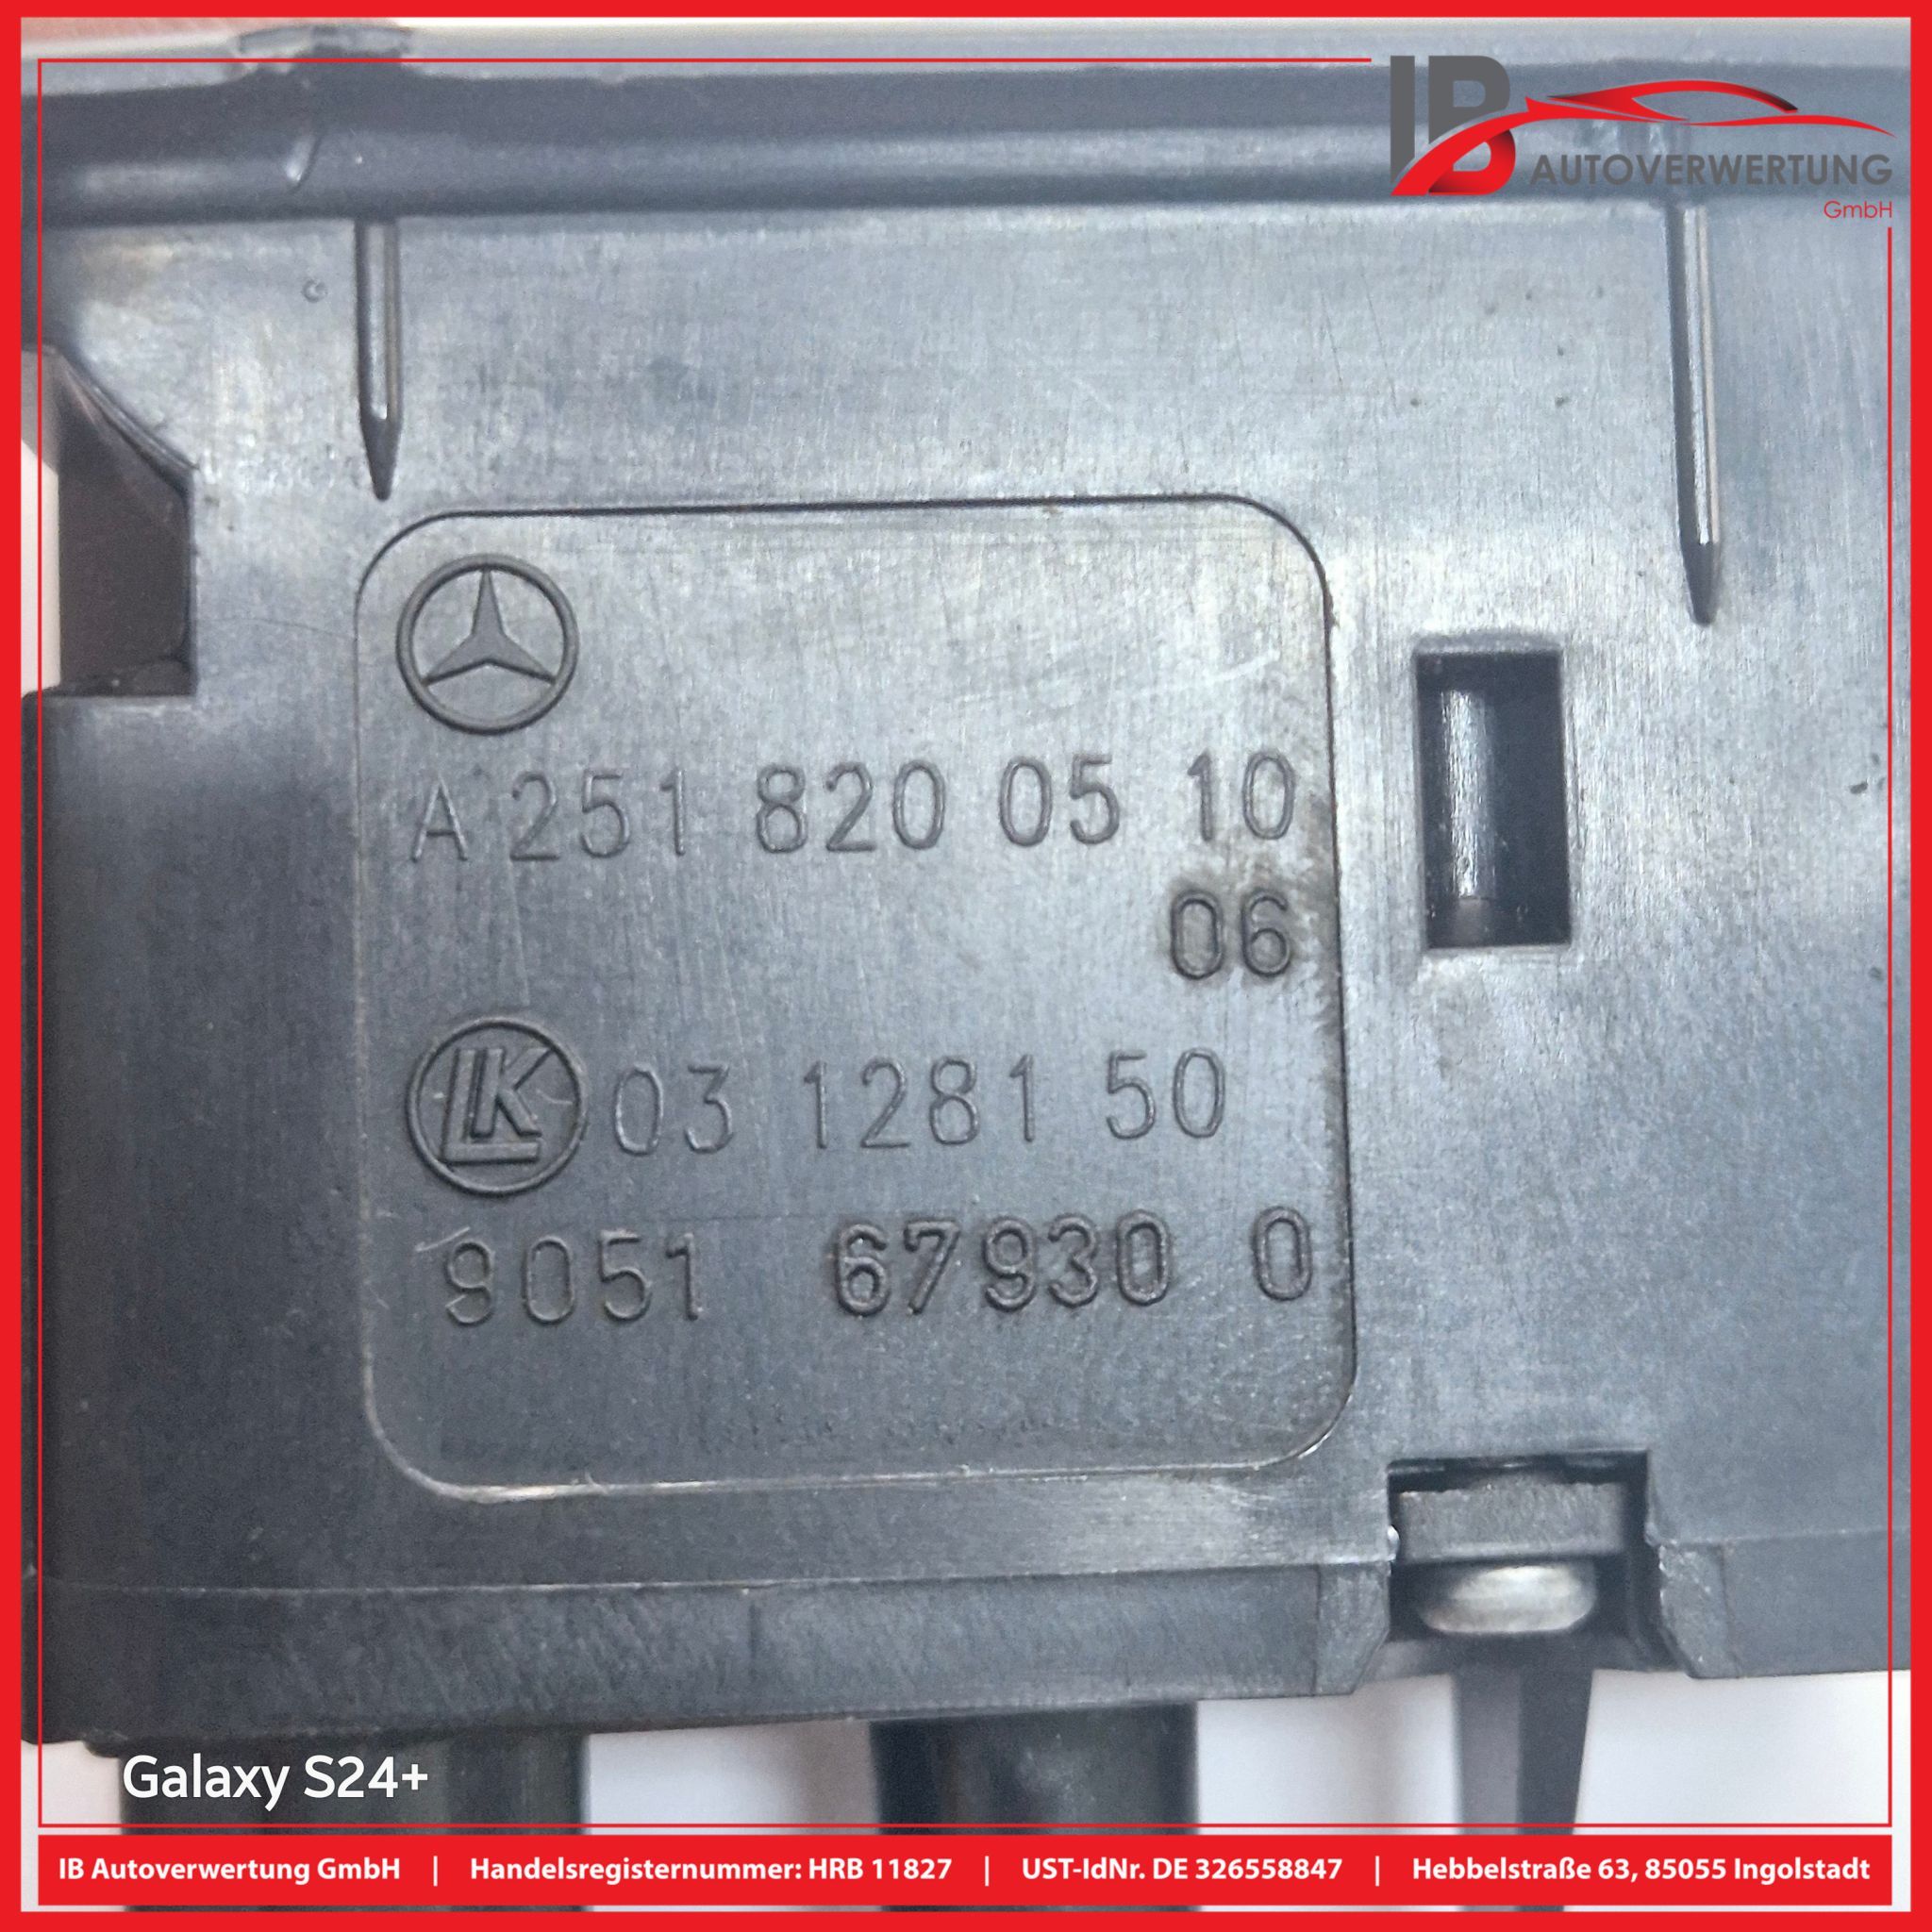 IB
AUTOVERWERTUNG
GmbH
A 251 820 05 10
06
LK 03 1281 50
9051 67930 0
Galaxy S24+
IB Autoverwertung GmbH | Handelsregisternummer: HRB 11827 | UST-IdNr. DE 326558847 | Hebbelstraße 63, 85055 Ingolstadt